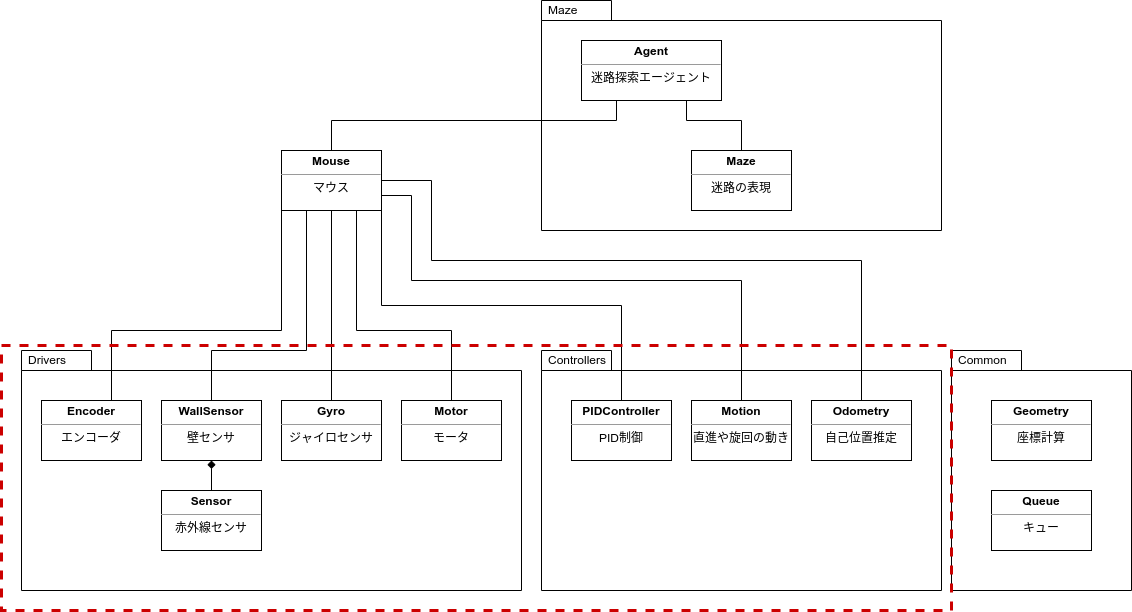 Maze
Agent
迷路探索エージェント
Mouse
マウス
Maze
迷路の表現
Drivers
Controllers
Common
Encoder
エンコーダ
WallSensor
壁センサ
Gyro
ジャイロセンサ
Motor
モータ
PIDController
PID制御
Motion
直進や旋回の動き
Odometry
自己位置推定
Geometry
座標計算
Sensor
赤外線センサ
Queue
キュー